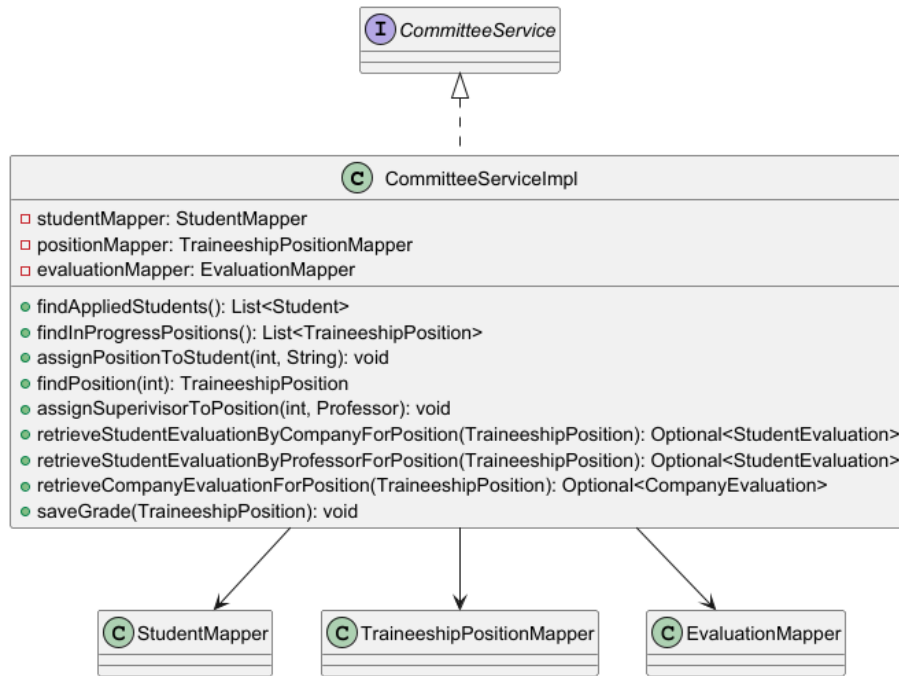 I CommitteeService
C CommitteeServiceImpl
studentMapper: StudentMapper
positionMapper: TraineeshipPositionMapper
evaluationMapper: EvaluationMapper
findAppliedStudents(): List<Student>
findInProgressPositions(): List<TraineeshipPosition>
assignPositionToStudent(int, String): void
findPosition(int): TraineeshipPosition
assignSuperivisorToPosition(int, Professor): void
retrieveStudentEvaluationByCompanyForPosition(TraineeshipPosition): Optional<StudentEvaluation>
retrieveStudentEvaluationByProfessorForPosition(TraineeshipPosition): Optional<StudentEvaluation>
retrieveCompanyEvaluationForPosition(TraineeshipPosition): Optional<CompanyEvaluation>
saveGrade(TraineeshipPosition): void
C StudentMapper
C TraineeshipPositionMapper
C EvaluationMapper